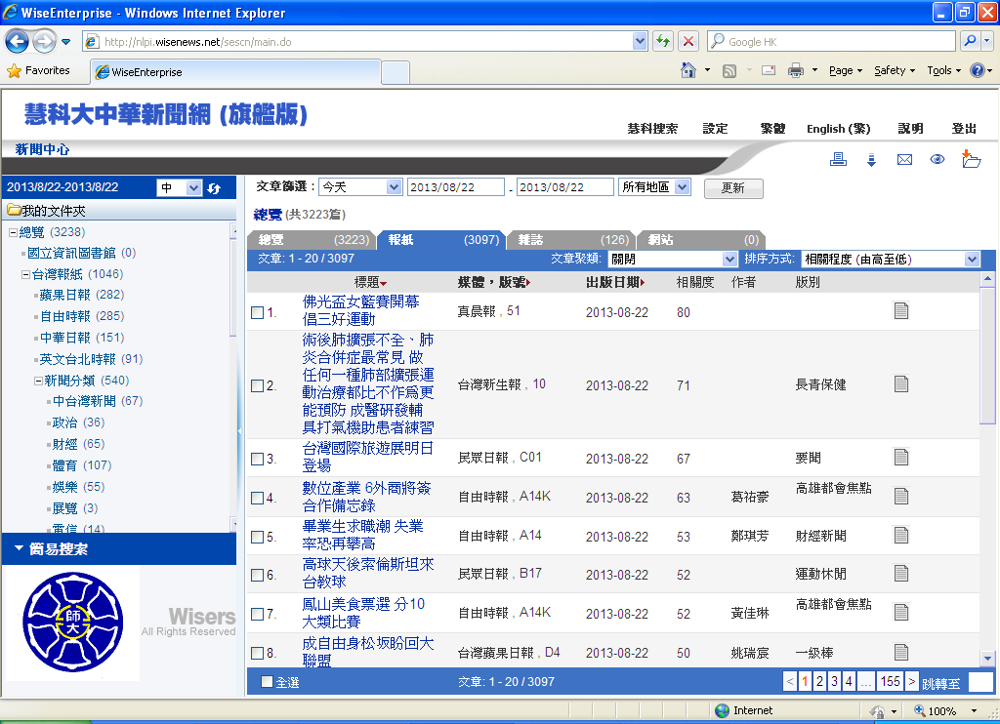 WiseEnterprise - Windows Internet Explorer
http://nlpi.wisenews.net/sescn/main.do
Google HK
Favorites
WiseEnterprise
Page
Safety
Tools
慧科大中華新聞網 (旗艦版)
慧科搜索 設定 繁體 English (繁) 說明 登出
新聞中心
2013/8/22-2013/8/22 中
文章篩選：今天 2013/08/22 - 2013/08/22 所有地區 更新
我的文件夾
總覽 (共3223篇)
總覽 (3238)
國立資訊圖書館 (0)
台灣報紙 (1046)
蘋果日報 (282)
自由時報 (285)
中華日報 (151)
英文台北時報 (91)
新聞分類 (540)
中台灣新聞 (67)
政治 (36)
財經 (65)
體育 (107)
娛樂 (55)
展覽 (3)
電信 (14)
簡易搜索
師大
Wisers
All Rights Reserved
總覽 (3223) 報紙 (3097) 雜誌 (126) 網站 (0)
文章: 1 - 20 / 3097 文章聚類: 關閉 排序方式: 相關程度 (由高至低)
標題 媒體，版號 出版日期 相關度 作者 版別
1. 佛光盃女籃賽開幕 真晨報 , 51 2013-08-22 80
倡三好運動
2. 術後肺擴張不全、肺
炎合併症最常見 做
任何一種肺部擴張運
動治療都比不作為更 台灣新生報 , 10 2013-08-22 71 長青保健
能預防 成醫研發輔
具打氣機助患者練習
3. 台灣國際旅遊展明日 民眾日報 , C01 2013-08-22 67 要聞
登場
4. 數位產業 6外商將簽 自由時報 , A14K 2013-08-22 63 葛祐豪 高雄都會焦點
合作備忘錄
5. 畢業生求職潮 失業 自由時報 , A14 2013-08-22 53 鄭琪芳 財經新聞
率恐再攀高
6. 高球天後索倫斯坦來 民眾日報 , B17 2013-08-22 52 運動休閒
台教球
7. 鳳山美食票選 分10 自由時報 , A14K 2013-08-22 52 黃佳琳 高雄都會焦點
大類比賽
8. 成自由身松坂盼回大 台灣蘋果日報 , D4 2013-08-22 50 姚瑞宸 一級棒
聯盟
全選 文章: 1 - 20 / 3097 < 1 2 3 4 ... 155 > 跳轉至
Internet 100%